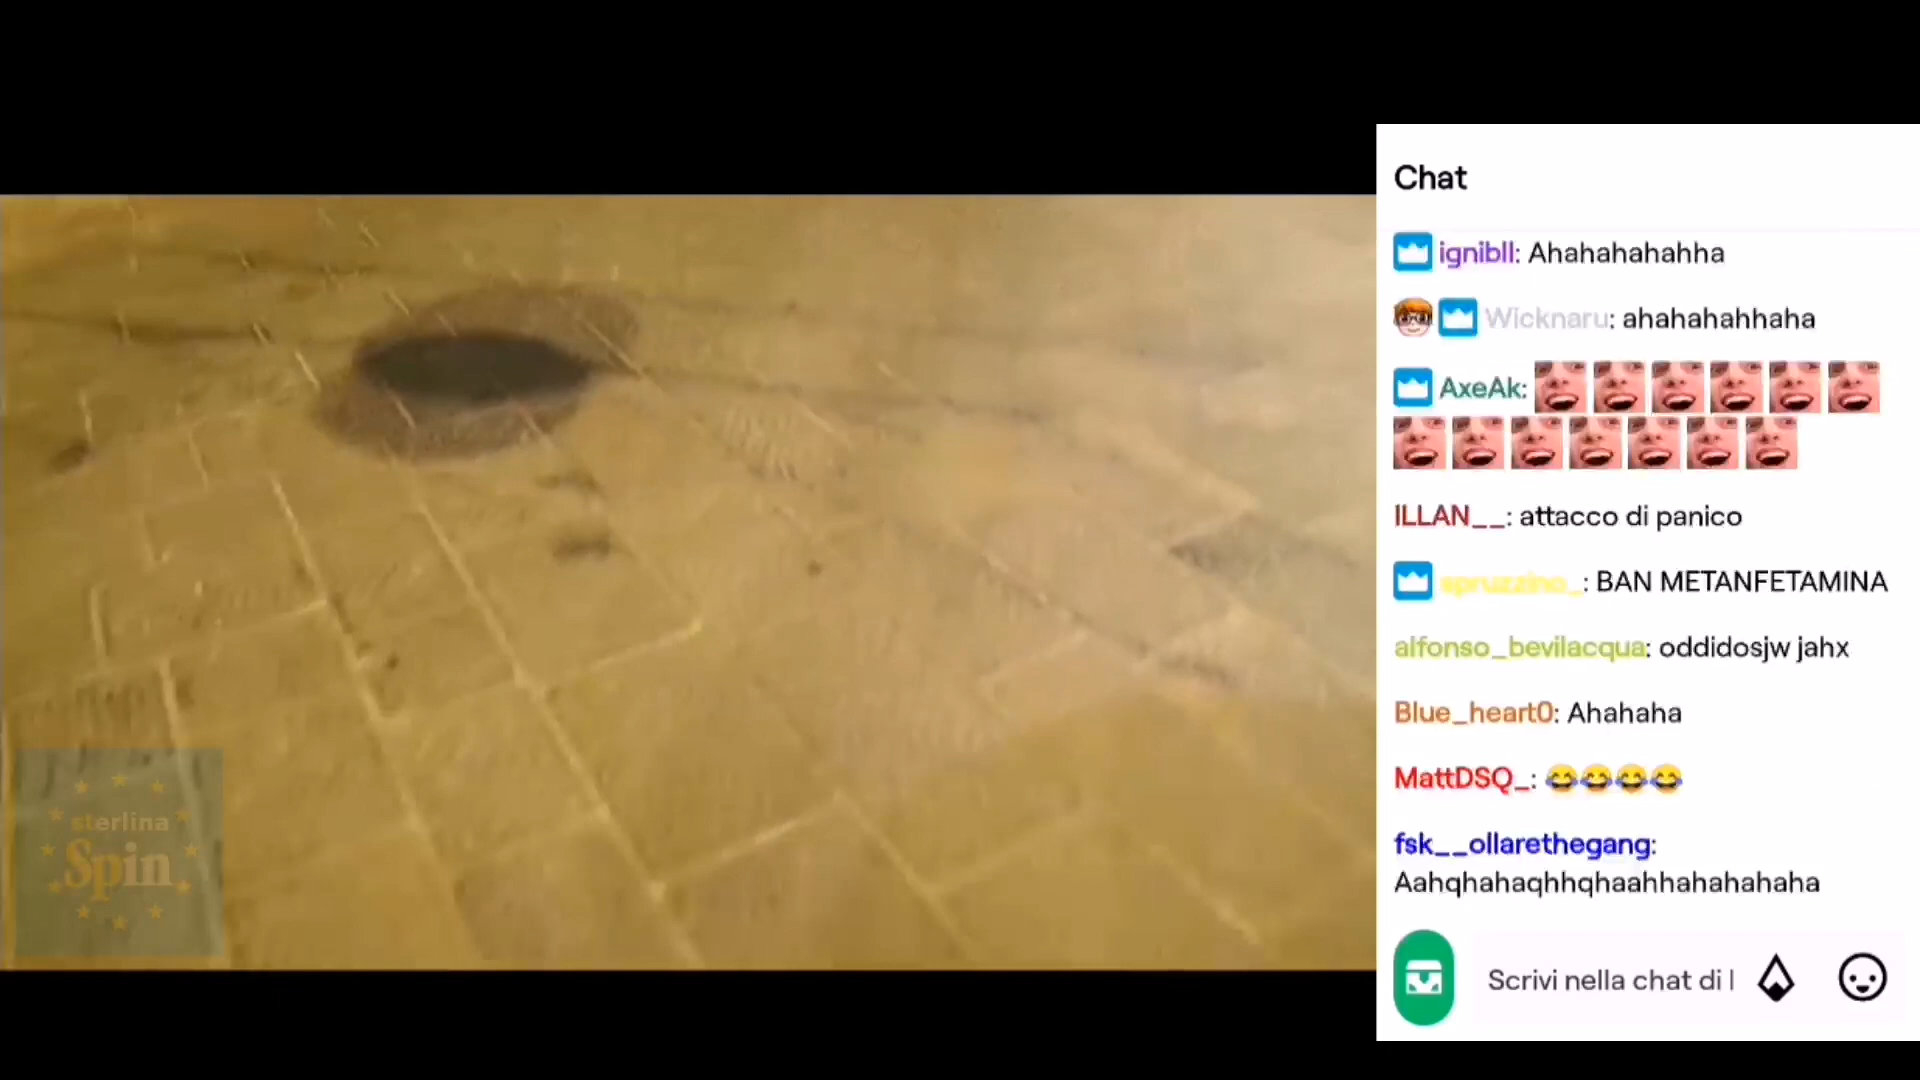 Chat
ignibll: Ahahahahahha
Wicknaru: ahahahahhaha
AxeAk:
ILLAN__: attacco di panico
spruzzino_: BAN METANFETAMINA
alfonso_bevilacqua: oddidosjw jahx
Blue_heart0: Ahahaha
MattDSQ_: 😂😂😂😂
fsk__ollarethegang:
Aahqhahaqhhqhaahhahahahaha
Scrivi nella chat di
sterlina
Spin